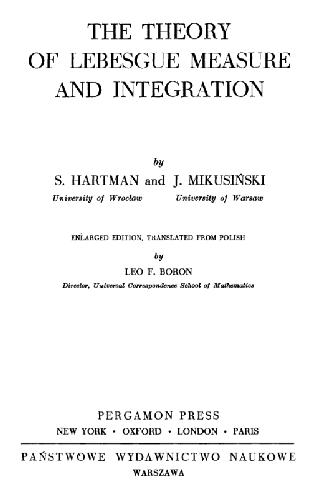 THE THEORY
OF LEBESGUE MEASURE
AND INTEGRATION
by
S. HARTMAN and J. MIKUSIŃSKI
University of Wrocław University of Warsaw
ENLARGED EDITION, TRANSLATED FROM POLISH
by
LEO F. BORON
Director, Universal Correspondence School of Mathematics
PERGAMON PRESS
NEW YORK • OXFORD • LONDON • PARIS
PAŃSTWOWE WYDAWNICTWO NAUKOWE
WARSZAWA